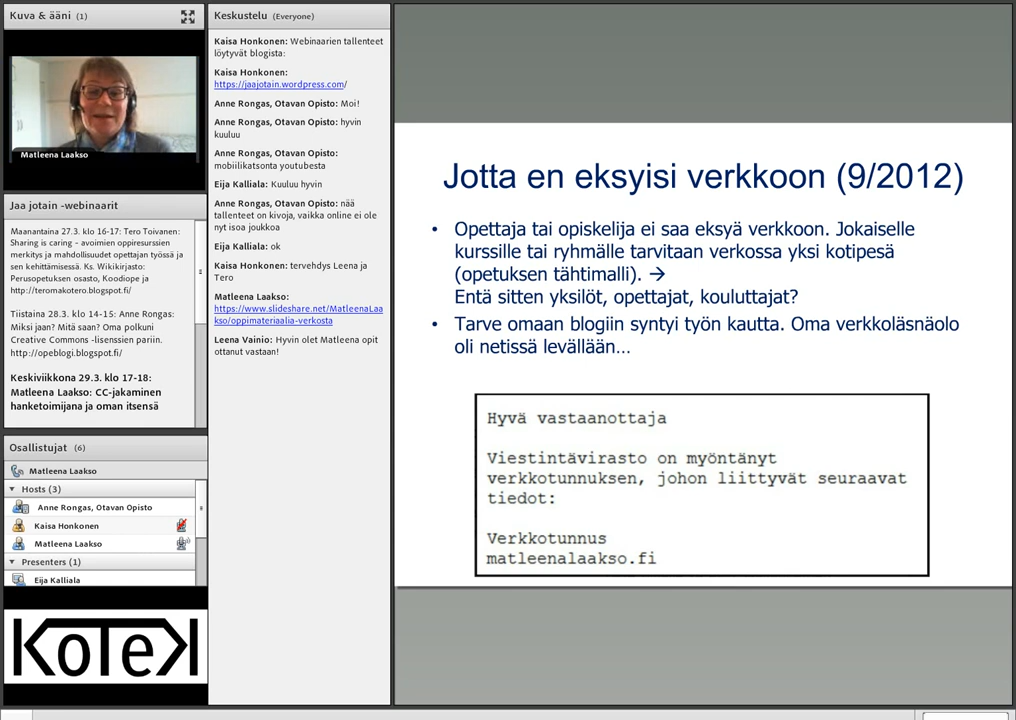 Kuva & ääni (1)
Matleena Laakso
Jaa jotain -webinaarit
Maanantaina 27.3. klo 16-17: Tero Toivanen:
Sharing is caring – avoimien oppiresurssien
merkitys ja mahdollisuudet opettajan työssä ja
sen kehittämisessä. Ks. Wikikirjasto:
Perusopetuksen osasto, Koodiope ja
http://teromakotero.blogspot.fi/
Tiistaina 28.3. klo 14-15: Anne Rongas:
Miksi jaan? Mitä saan? Oma polkuni
Creative Commons -lisenssien pariin.
http://opeblogi.blogspot.fi/
Keskiviikkona 29.3. klo 17-18:
Matleena Laakso: CC-jakaminen
hanketoimijana ja oman itsensä
Osallistujat (6)
Matleena Laakso
Hosts (3)
Anne Rongas, Otavan Opisto
Kaisa Honkonen
Matleena Laakso
Presenters (1)
Eija Kalliala
KoTeK
Keskustelu (Everyone)
Kaisa Honkonen: Webinaarien tallenteet
löytyvät blogista:
Kaisa Honkonen:
https://jaajotain.wordpress.com/
Anne Rongas, Otavan Opisto: Moi!
Anne Rongas, Otavan Opisto: hyvin
kuuluu
Anne Rongas, Otavan Opisto:
mobiilikatsonta youtubesta
Eija Kalliala: Kuuluu hyvin
Anne Rongas, Otavan Opisto: nää
tallenteet on kivoja, vaikka online ei ole
nyt isoa joukkoa
Eija Kalliala: ok
Kaisa Honkonen: tervehdys Leena ja
Tero
Matleena Laakso:
https://www.slideshare.net/MatleenaLaa
kso/oppimateriaalia-verkosta
Leena Vainio: Hyvin olet Matleena opit
ottanut vastaan!
Jotta en eksyisi verkkoon (9/2012)
• Opettaja tai opiskelija ei saa eksyä verkkoon. Jokaiselle
kurssille tai ryhmälle tarvitaan verkossa yksi kotipesä
(opetuksen tähtimalli). →
Entä sitten yksilöt, opettajat, kouluttajat?
• Tarve omaan blogiin syntyi työn kautta. Oma verkkoläsnäolo
oli netissä levällään…
Hyvä vastaanottaja
Viestintävirasto on myöntänyt
verkkotunnuksen, johon liittyvät seuraavat
tiedot:
Verkkotunnus
matleenalaakso.fi